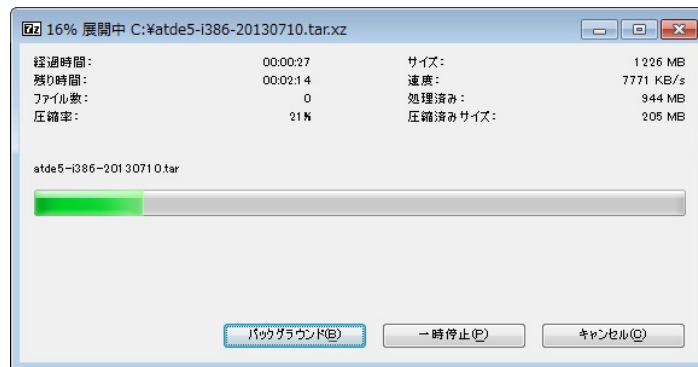 7z 16% 展開中 C:¥atde5-i386-20130710.tar.xz
経過時間: 00:00:27 サイズ: 1226 MB
残り時間: 00:02:14 速度: 7771 KB/s
ファイル数: 0 処理済み: 944 MB
圧縮率: 21% 圧縮済みサイズ: 205 MB
atde5-i386-20130710.tar
バックグラウンド(B) 一時停止(P) キャンセル(C)